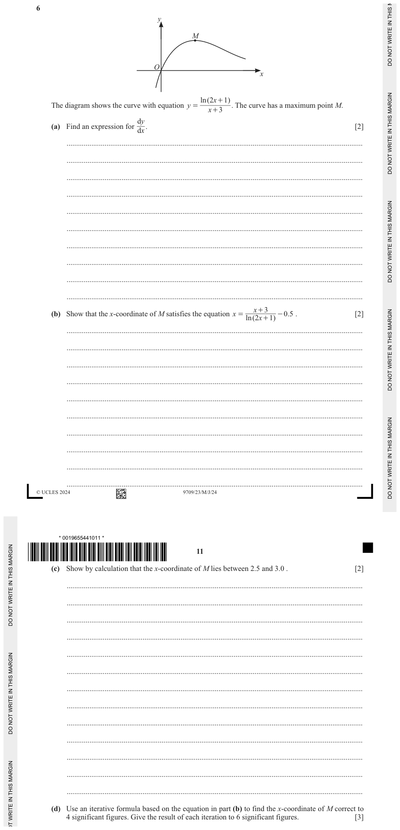 6
y
M
O
x
The diagram shows the curve with equation y = ln(2x+1)/(x+3). The curve has a maximum point M.
(a) Find an expression for dy/dx. [2]
(b) Show that the x-coordinate of M satisfies the equation x = (x+3)/ln(2x+1) − 0.5 . [2]
© UCLES 2024 9709/23/M/J/24
DO NOT WRITE IN THIS MARGIN
DO NOT WRITE IN THIS MARGIN
DO NOT WRITE IN THIS MARGIN
DO NOT WRITE IN THIS MARGIN
DO NOT WRITE IN THIS MARGIN
* 0019655441011 *
11
(c) Show by calculation that the x-coordinate of M lies between 2.5 and 3.0 . [2]
(d) Use an iterative formula based on the equation in part (b) to find the x-coordinate of M correct to
4 significant figures. Give the result of each iteration to 6 significant figures. [3]
DO NOT WRITE IN THIS MARGIN
DO NOT WRITE IN THIS MARGIN
OT WRITE IN THIS MARGIN